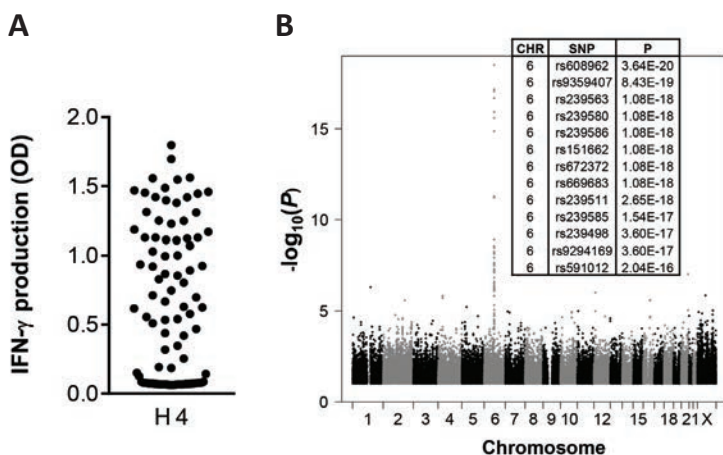 A
IFN-γ production (OD)
2.0
1.5
1.0
0.5
0.0
H 4
B
-log10(P)
15
10
5
0
CHR SNP P
6 rs608962 3.64E-20
6 rs9359407 8.43E-19
6 rs239563 1.08E-18
6 rs239580 1.08E-18
6 rs239586 1.08E-18
6 rs151662 1.08E-18
6 rs672372 1.08E-18
6 rs669683 1.08E-18
6 rs239511 2.65E-18
6 rs239585 1.54E-17
6 rs239498 3.60E-17
6 rs9294169 3.60E-17
6 rs591012 2.04E-16
1 2 3 4 5 6 7 8 9 10 12 15 18 21 X
Chromosome